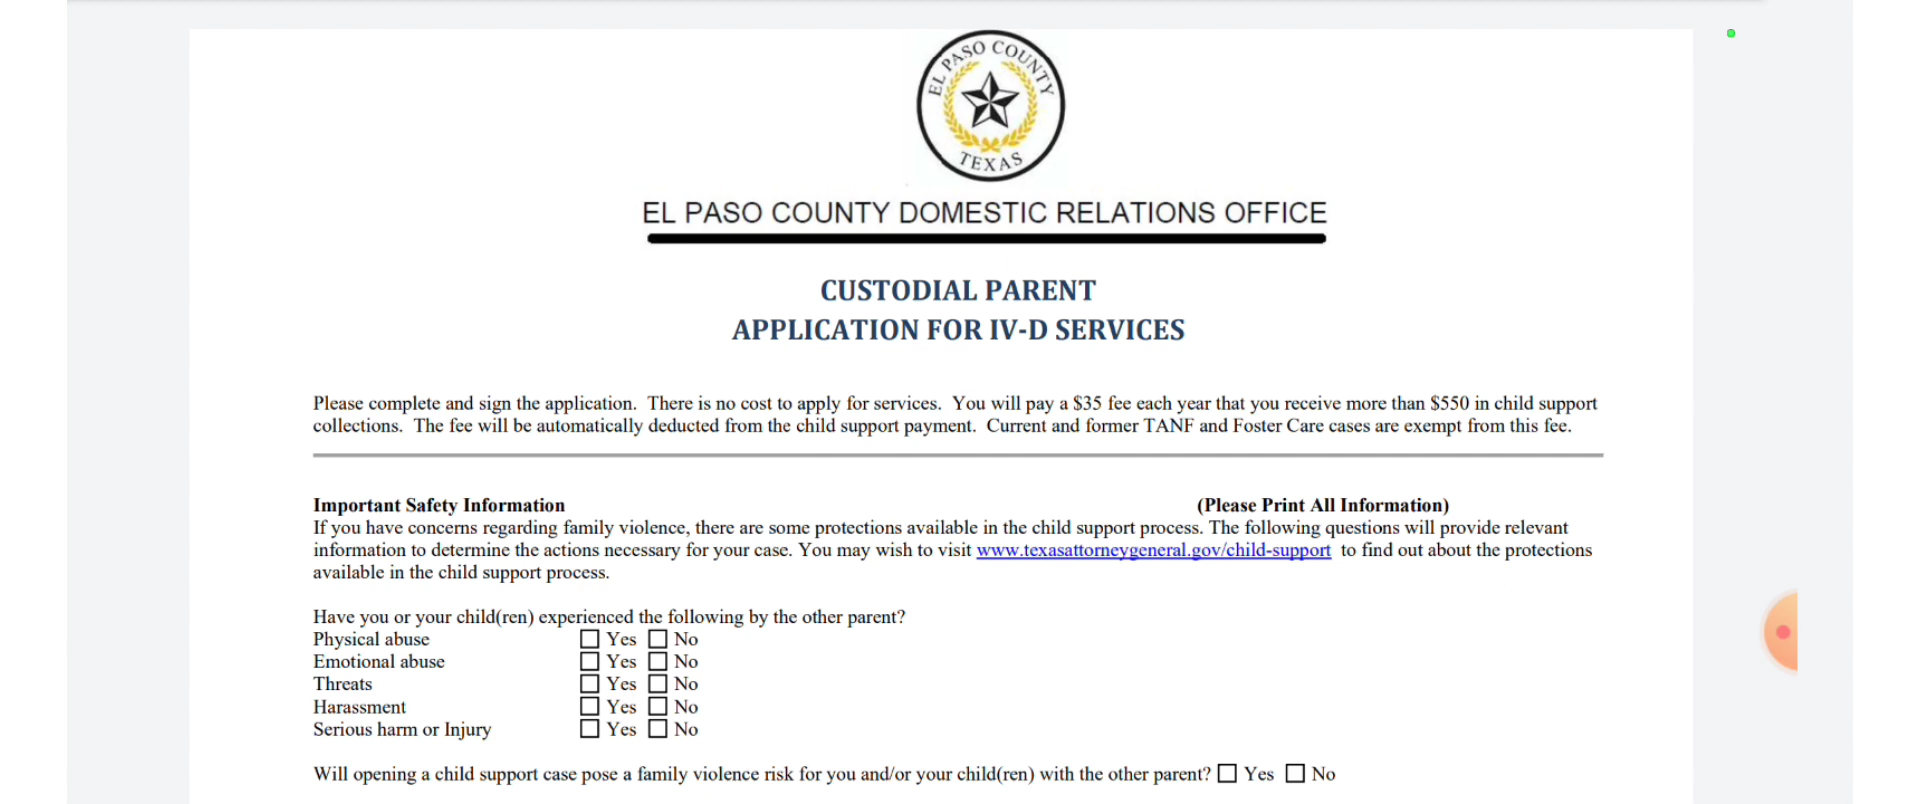 EL PASO COUNTY
TEXAS
EL PASO COUNTY DOMESTIC RELATIONS OFFICE
CUSTODIAL PARENT
APPLICATION FOR IV-D SERVICES
Please complete and sign the application.  There is no cost to apply for services.  You will pay a $35 fee each year that you receive more than $550 in child support
collections.  The fee will be automatically deducted from the child support payment.  Current and former TANF and Foster Care cases are exempt from this fee.
Important Safety Information (Please Print All Information)
If you have concerns regarding family violence, there are some protections available in the child support process. The following questions will provide relevant
information to determine the actions necessary for your case. You may wish to visit www.texasattorneygeneral.gov/child-support  to find out about the protections
available in the child support process.
Have you or your child(ren) experienced the following by the other parent?
Physical abuse ☐ Yes ☐ No
Emotional abuse ☐ Yes ☐ No
Threats ☐ Yes ☐ No
Harassment ☐ Yes ☐ No
Serious harm or Injury ☐ Yes ☐ No
Will opening a child support case pose a family violence risk for you and/or your child(ren) with the other parent? ☐ Yes ☐ No